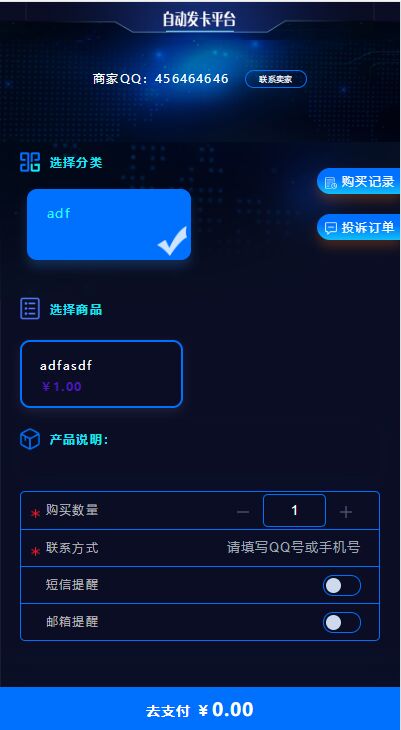 自动发卡平台
商家QQ：456464646 联系卖家
选择分类
购买记录
adf
投诉订单
选择商品
adfasdf
￥1.00
产品说明：
* 购买数量 － 1 ＋
* 联系方式 请填写QQ号或手机号
短信提醒
邮箱提醒
去支付 ￥0.00